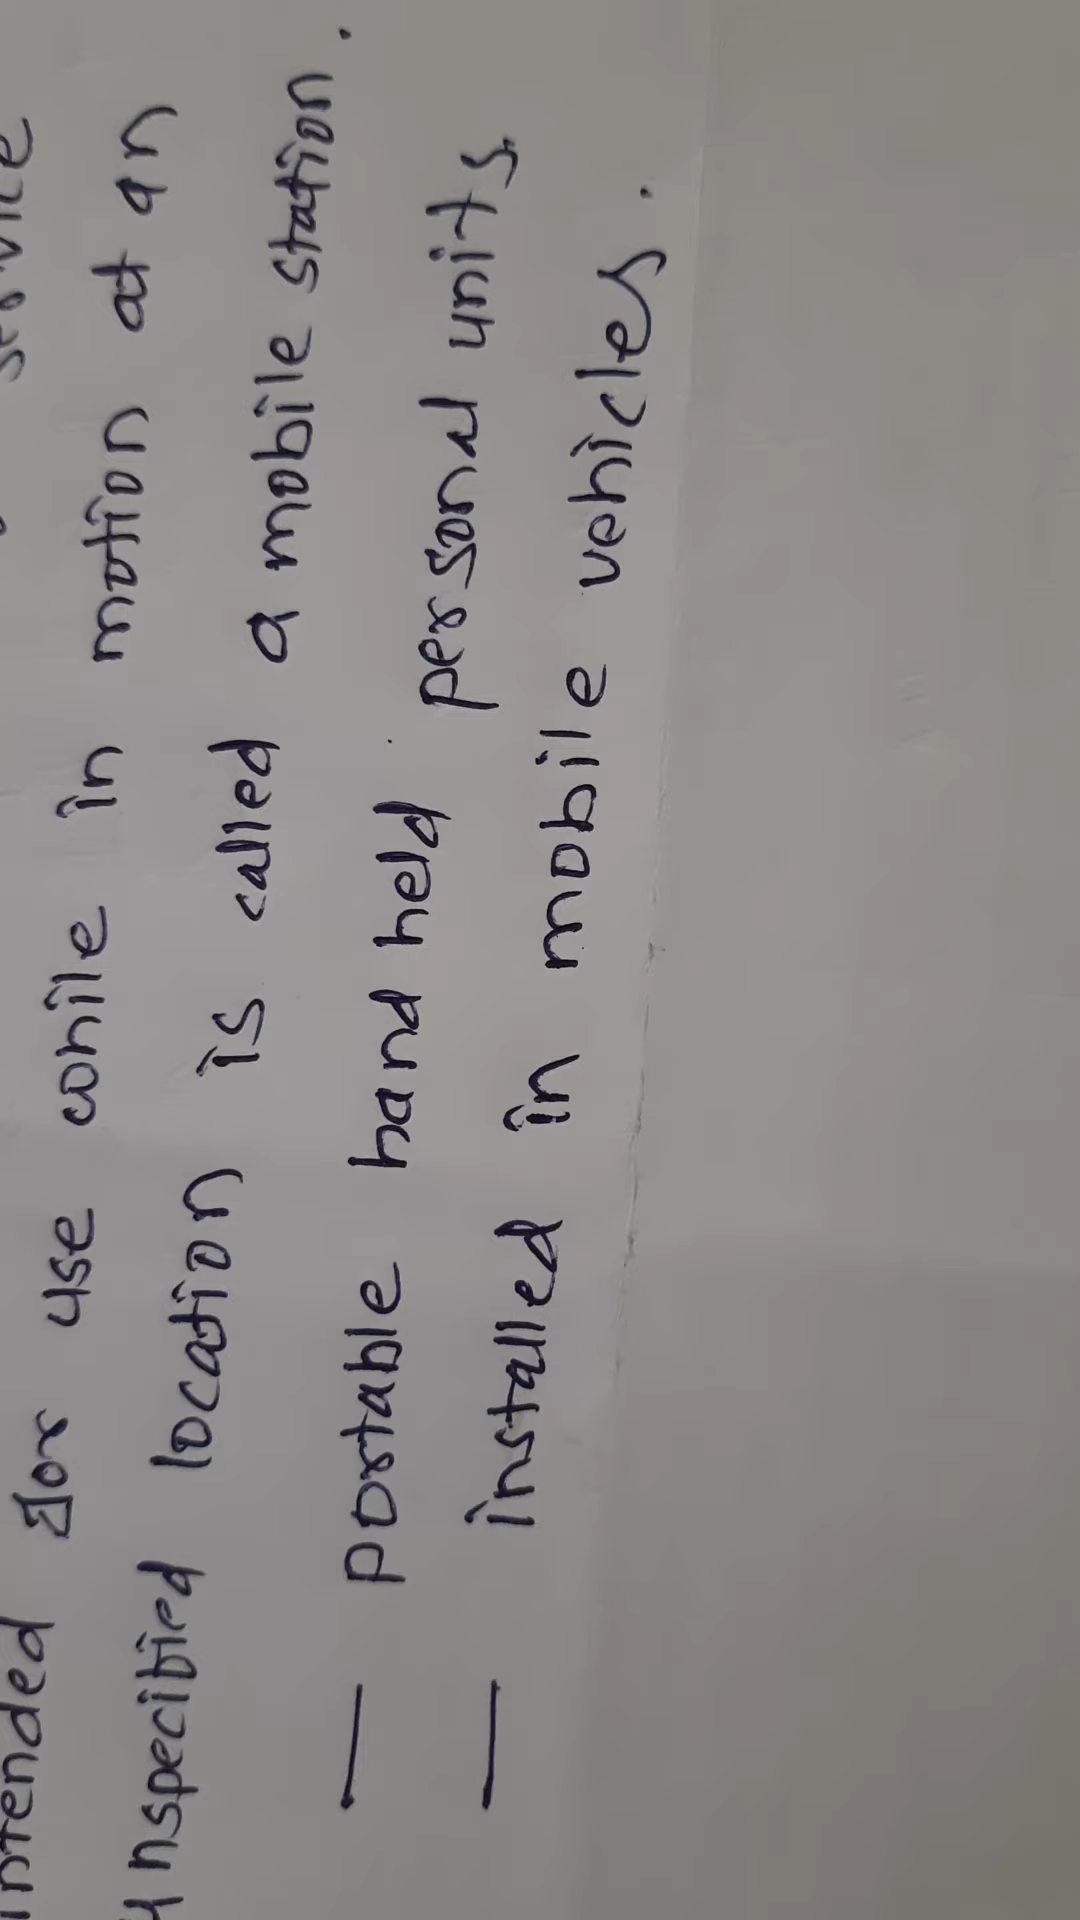 service
intended for use while in motion at an
unspecified location is called a mobile station.
— portable hand held personal units
— installed in mobile vehicles.